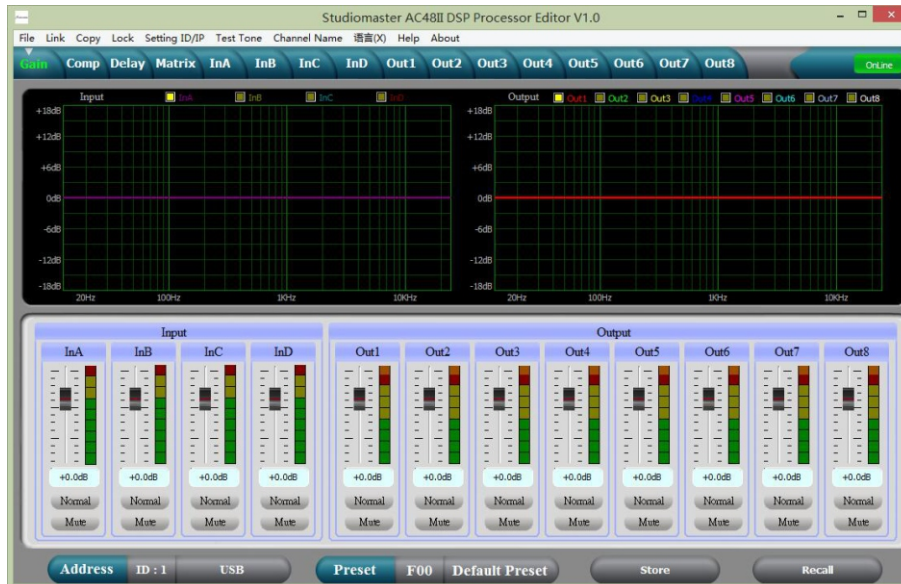 Studiomaster AC48II DSP Processor Editor V1.0
File Link Copy Lock Setting ID/IP Test Tone Channel Name 语言(X) Help About
Gain Comp Delay Matrix InA InB InC InD Out1 Out2 Out3 Out4 Out5 Out6 Out7 Out8 OnLine
Input InA InB InC InD
Output Out1 Out2 Out3 Out4 Out5 Out6 Out7 Out8
+18dB +18dB
+12dB +12dB
+6dB +6dB
0dB 0dB
-6dB -6dB
-12dB -12dB
-18dB -18dB
20Hz 100Hz 1KHz 10KHz 20Hz 100Hz 1KHz 10KHz
Input Output
InA InB InC InD Out1 Out2 Out3 Out4 Out5 Out6 Out7 Out8
+0.0dB +0.0dB +0.0dB +0.0dB +0.0dB +0.0dB +0.0dB +0.0dB +0.0dB +0.0dB +0.0dB +0.0dB
Normal Normal Normal Normal Normal Normal Normal Normal Normal Normal Normal Normal
Mute Mute Mute Mute Mute Mute Mute Mute Mute Mute Mute Mute
Address ID : 1 USB Preset F00 Default Preset Store Recall